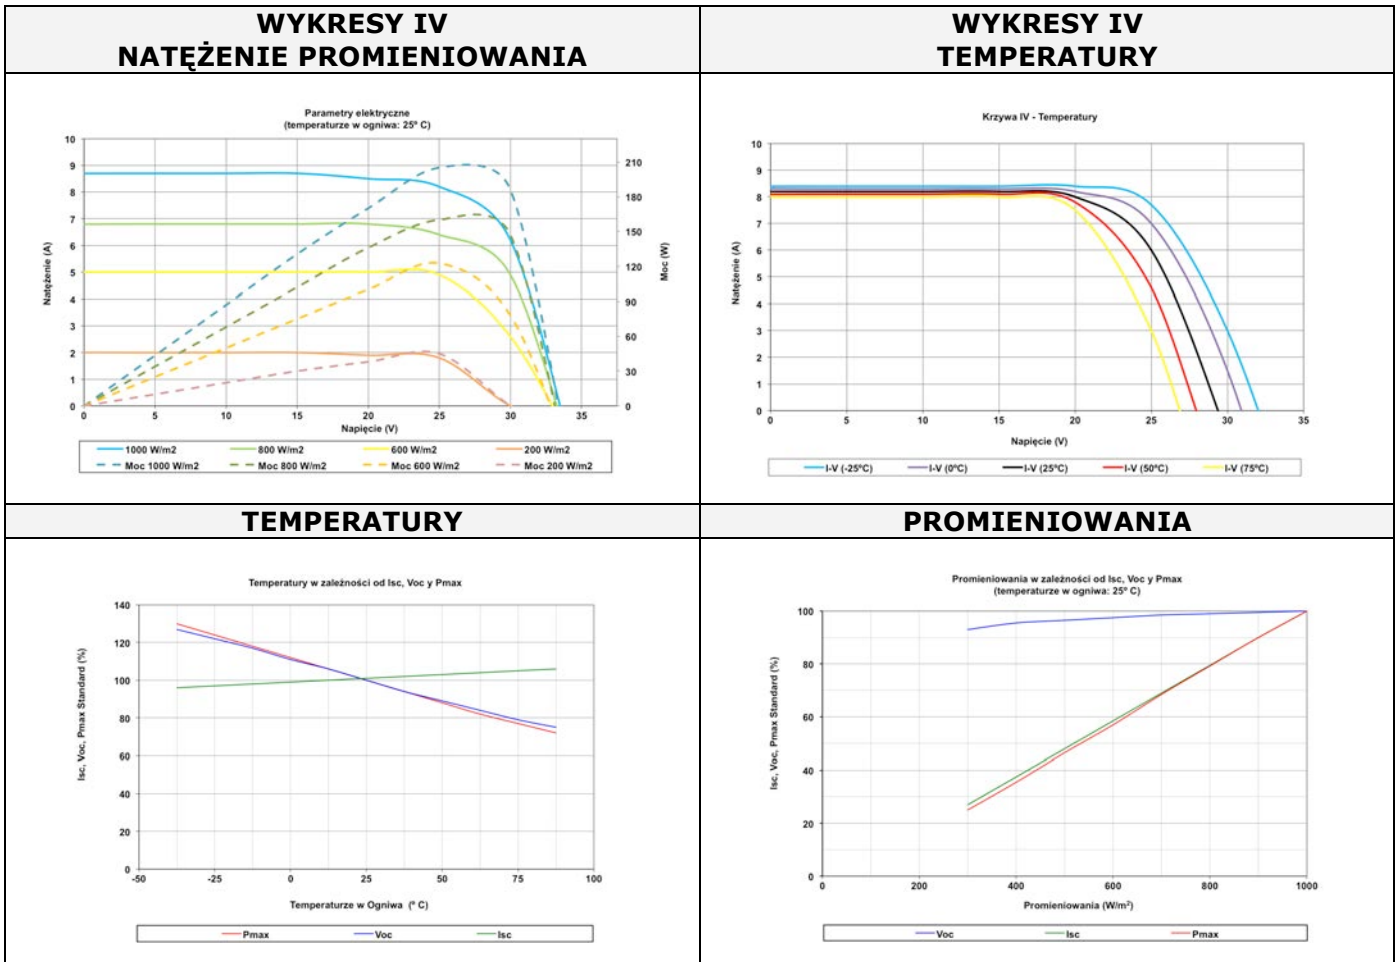 WYKRESY IV
NATĘŻENIE PROMIENIOWANIA
Parametry elektryczne
(temperaturze w ogniwa: 25º C)
10
9
8
7
6
5
4
3
2
1
0
Natężenie (A)
210
180
150
120
90
60
30
0
Moc (W)
0 5 10 15 20 25 30 35
Napięcie (V)
1000 W/m2 800 W/m2 600 W/m2 200 W/m2
Moc 1000 W/m2 Moc 800 W/m2 Moc 600 W/m2 Moc 200 W/m2
WYKRESY IV
TEMPERATURY
Krzywa IV - Temperatury
10
9
8
7
6
5
4
3
2
1
0
Natężenie (A)
0 5 10 15 20 25 30 35
Napięcie (V)
I-V (-25ºC) I-V (0ºC) I-V (25ºC) I-V (50ºC) I-V (75ºC)
TEMPERATURY
Temperatury w zależności od Isc, Voc y Pmax
140
120
100
80
60
40
20
0
Isc, Voc, Pmax Standard (%)
-50 -25 0 25 50 75 100
Temperaturze w Ogniwa (º C)
Pmax Voc Isc
PROMIENIOWANIA
Promieniowania w zależności od Isc, Voc y Pmax
(temperaturze w ogniwa: 25º C)
100
80
60
40
20
0
Isc, Voc, Pmax Standard (%)
0 200 400 600 800 1000
Promieniowania (W/m²)
Voc Isc Pmax